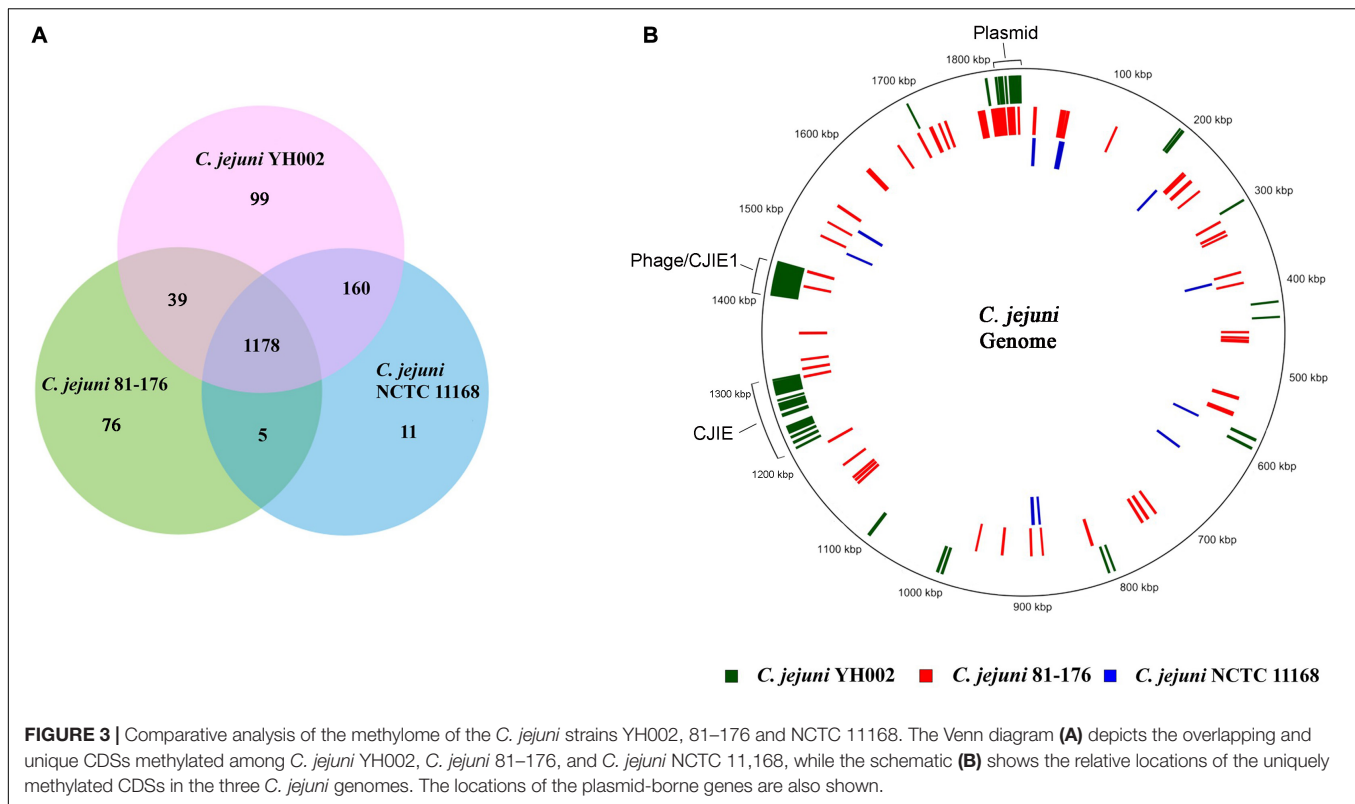 A
C. jejuni YH002
99
39
160
1178
C. jejuni 81-176
76
C. jejuni
NCTC 11168
11
5
B
Plasmid
1800 kbp
100 kbp
200 kbp
300 kbp
400 kbp
500 kbp
600 kbp
700 kbp
800 kbp
900 kbp
1000 kbp
1100 kbp
1200 kbp
CJIE
1300 kbp
1400 kbp
Phage/CJIE1
1500 kbp
1600 kbp
1700 kbp
C. jejuni
Genome
C. jejuni YH002
C. jejuni 81-176
C. jejuni NCTC 11168
FIGURE 3 | Comparative analysis of the methylome of the C. jejuni strains YH002, 81–176 and NCTC 11168. The Venn diagram (A) depicts the overlapping and
unique CDSs methylated among C. jejuni YH002, C. jejuni 81–176, and C. jejuni NCTC 11,168, while the schematic (B) shows the relative locations of the uniquely
methylated CDSs in the three C. jejuni genomes. The locations of the plasmid-borne genes are also shown.